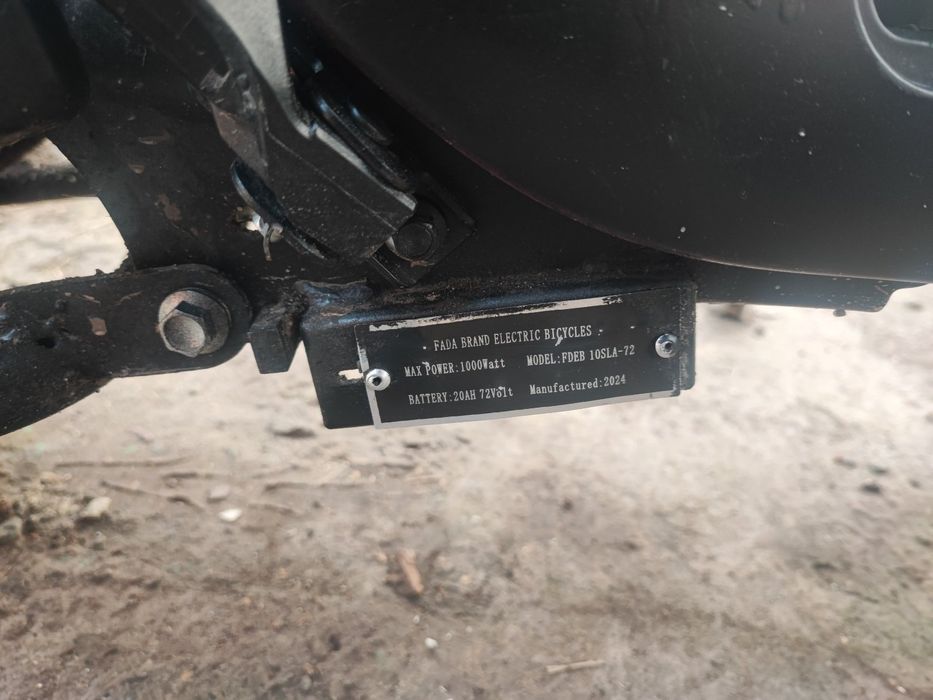 FADA BRAND ELECTRIC BICYCLES
MAX POWER:1000Watt MODEL:FDEB 10SLA-72
BATTERY:20AH 72Volt Manufactured:2024